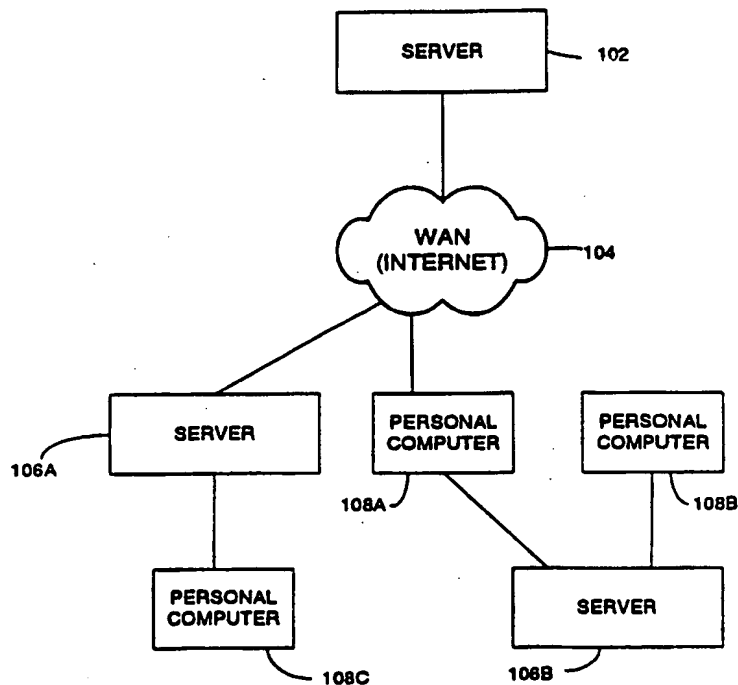 SERVER
102
WAN
(INTERNET)
104
SERVER
106A
PERSONAL
COMPUTER
108A
PERSONAL
COMPUTER
108B
PERSONAL
COMPUTER
108C
SERVER
106B